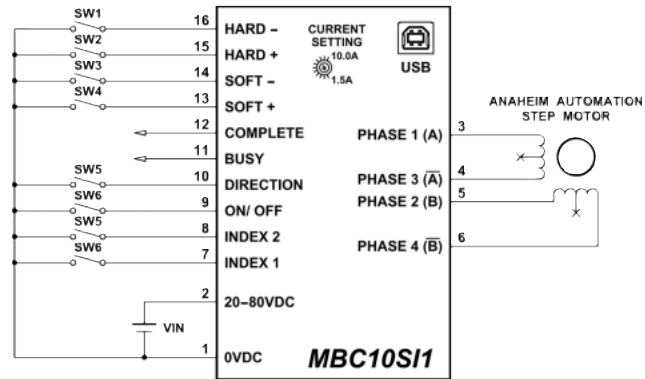 SW1
16
HARD –
SW2
15
HARD +
SW3
14
SOFT –
SW4
13
SOFT +
12
COMPLETE
11
BUSY
SW5
10
DIRECTION
SW6
9
ON/ OFF
SW5
8
INDEX 2
SW6
7
INDEX 1
2
20–80VDC
VIN
1
0VDC
CURRENT
SETTING
10.0A
1.5A
USB
PHASE 1 (A)
3
PHASE 3 (A̅)
4
PHASE 2 (B)
5
PHASE 4 (B̅)
6
MBC10SI1
ANAHEIM AUTOMATION
STEP MOTOR